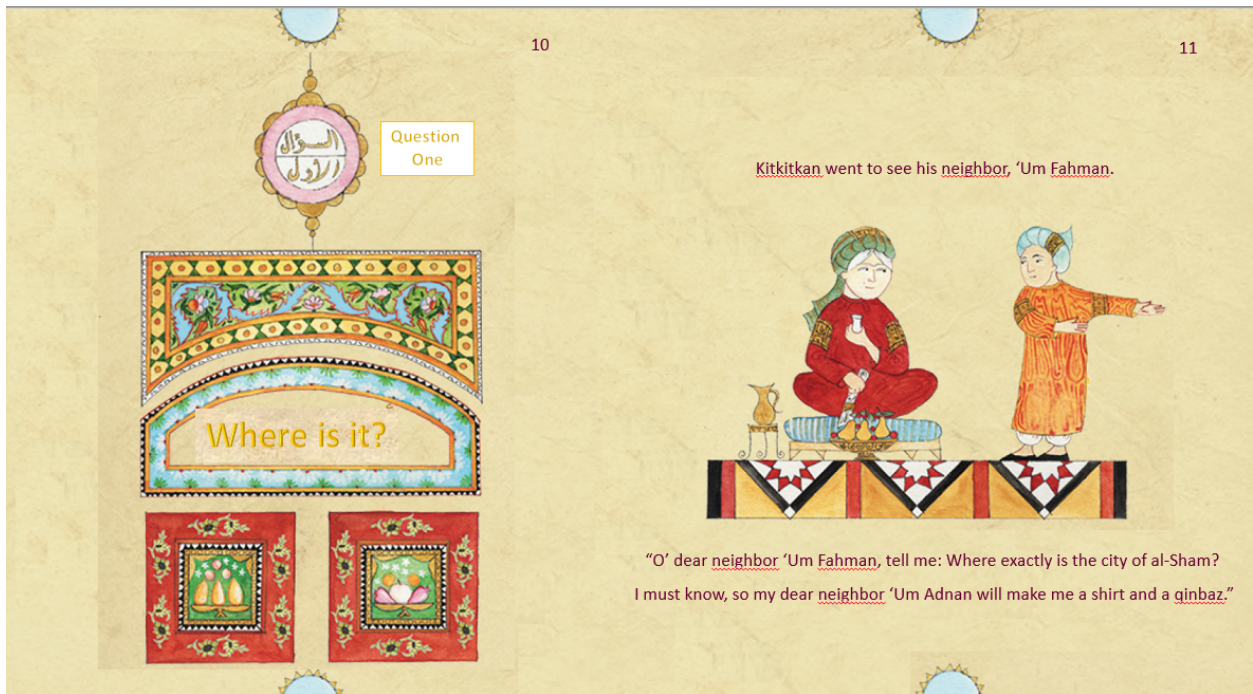 10
السؤال
الأول
Question
One
Where is it?
11
Kitkitkan went to see his neighbor, ‘Um Fahman.
“O’ dear neighbor ‘Um Fahman, tell me: Where exactly is the city of al-Sham?
I must know, so my dear neighbor ‘Um Adnan will make me a shirt and a qinbaz.”